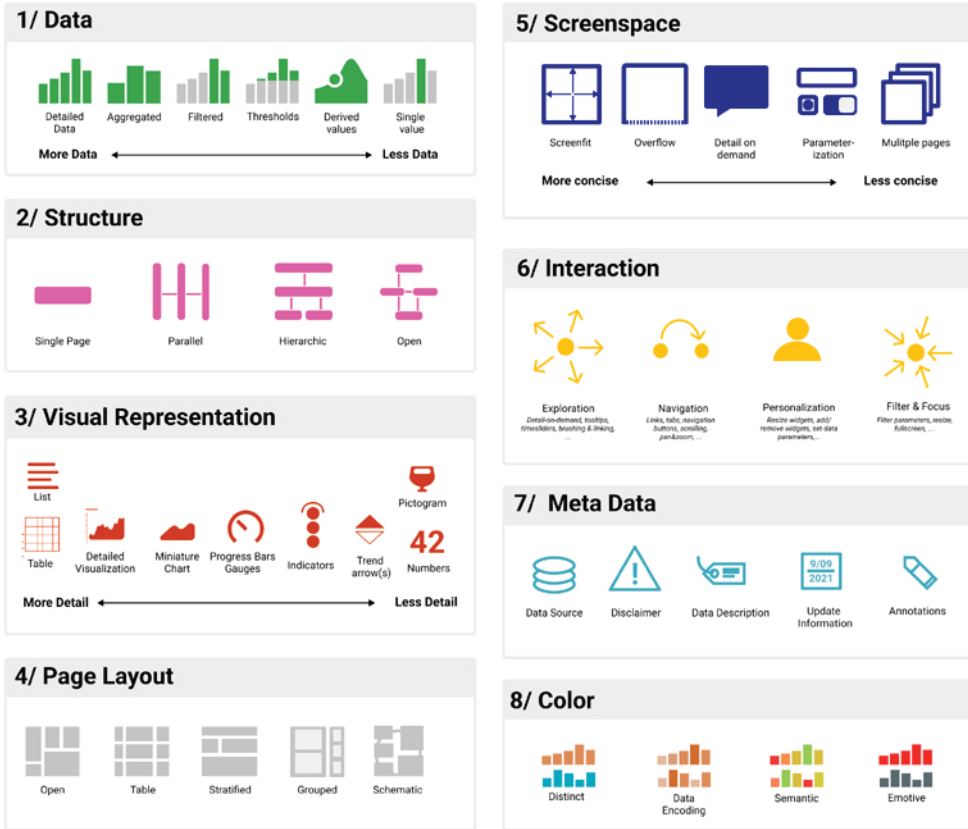 1/ Data
Detailed
Data
Aggregated
Filtered
Thresholds
Derived
values
Single
value
More Data
Less Data
2/ Structure
Single Page
Parallel
Hierarchic
Open
3/ Visual Representation
List
Table
Detailed
Visualization
Miniature
Chart
Progress Bars
Gauges
Indicators
Trend
arrow(s)
Pictogram
42
Numbers
More Detail
Less Detail
4/ Page Layout
Open
Table
Stratified
Grouped
Schematic
5/ Screenspace
Screenfit
Overflow
Detail on
demand
Parameter-
ization
Mulitple pages
More concise
Less concise
6/ Interaction
Exploration
Detail-on-demand, tooltips,
timesliders, brushing & linking,
...
Navigation
Links, tabs, navigation
buttons, scrolling,
pan&zoom, ...
Personalization
Resize widgets, add/
remove widgets, set data
parameters,..
Filter & Focus
Filter parameters, resize,
fullscreen, ...
7/ Meta Data
Data Source
Disclaimer
Data Description
9/09
2021
Update
Information
Annotations
8/ Color
Distinct
Data
Encoding
Semantic
Emotive